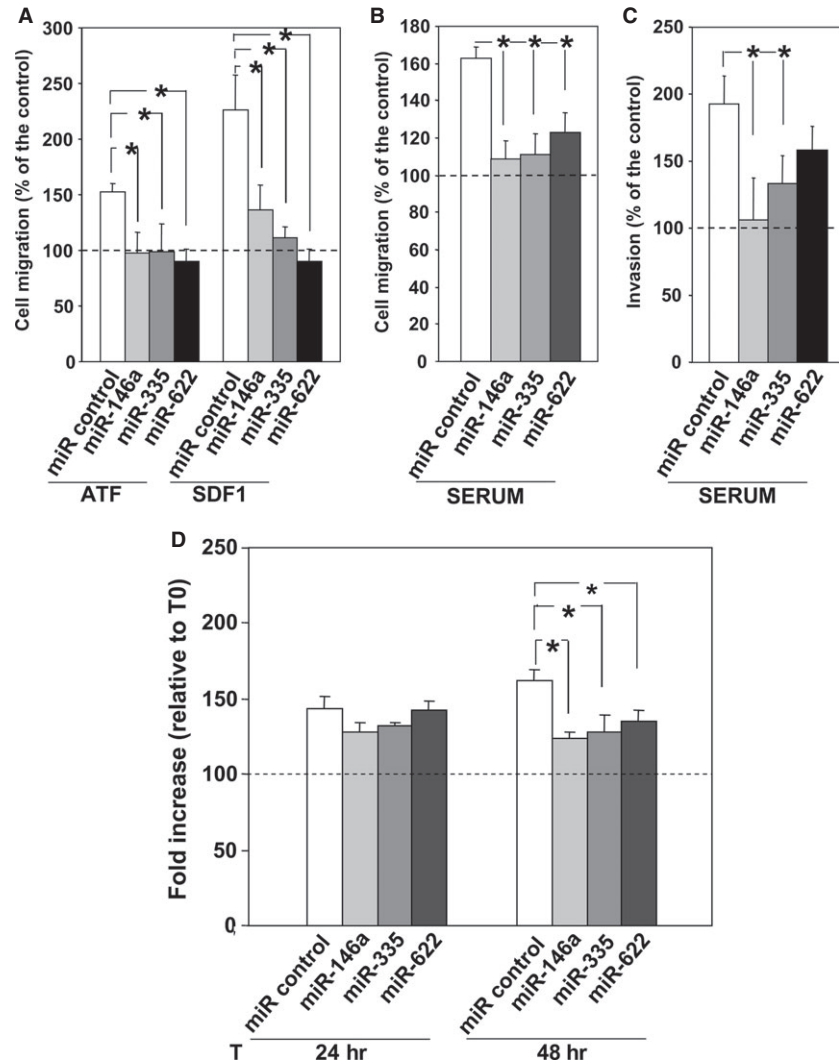 A
Cell migration (% of the control)
300
250
200
150
100
50
0
* * * * * *
miR control
miR-146a
miR-335
miR-622
miR control
miR-146a
miR-335
miR-622
ATF
SDF1
B
Cell migration (% of the control)
180
160
140
120
100
80
60
40
20
0
* * *
miR control
miR-146a
miR-335
miR-622
SERUM
C
Invasion (% of the control)
250
200
150
100
50
0
* *
miR control
miR-146a
miR-335
miR-622
SERUM
D
Fold increase (relative to T0)
250
200
150
100
50
0
* * *
miR control
miR-146a
miR-335
miR-622
miR control
miR-146a
miR-335
miR-622
T 24 hr 48 hr